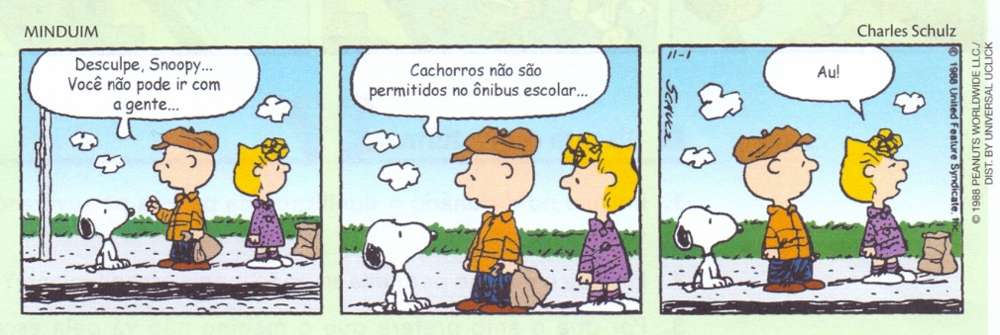 MINDUIM
Charles Schulz
Desculpe, Snoopy...
Você não pode ir com
a gente...
Cachorros não são
permitidos no ônibus escolar...
11-1
SCHULZ
Au!
© 1988 United Feature Syndicate, Inc.
© 1988 PEANUTS WORLDWIDE LLC./
DIST. BY UNIVERSAL UCLICK